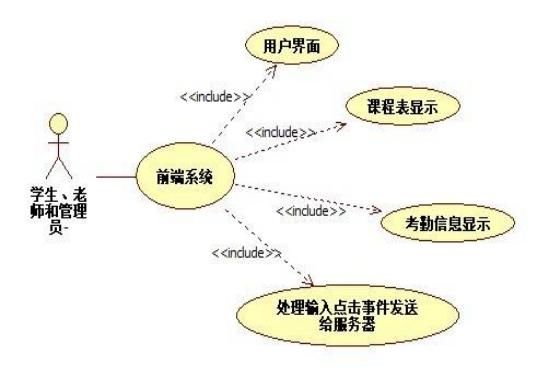 用户界面
<<include>>
课程表显示
<<include>>
前端系统
学生、老
师和管理
员-
<<include>>
考勤信息显示
<<include>>
处理输入点击事件发送
给服务器